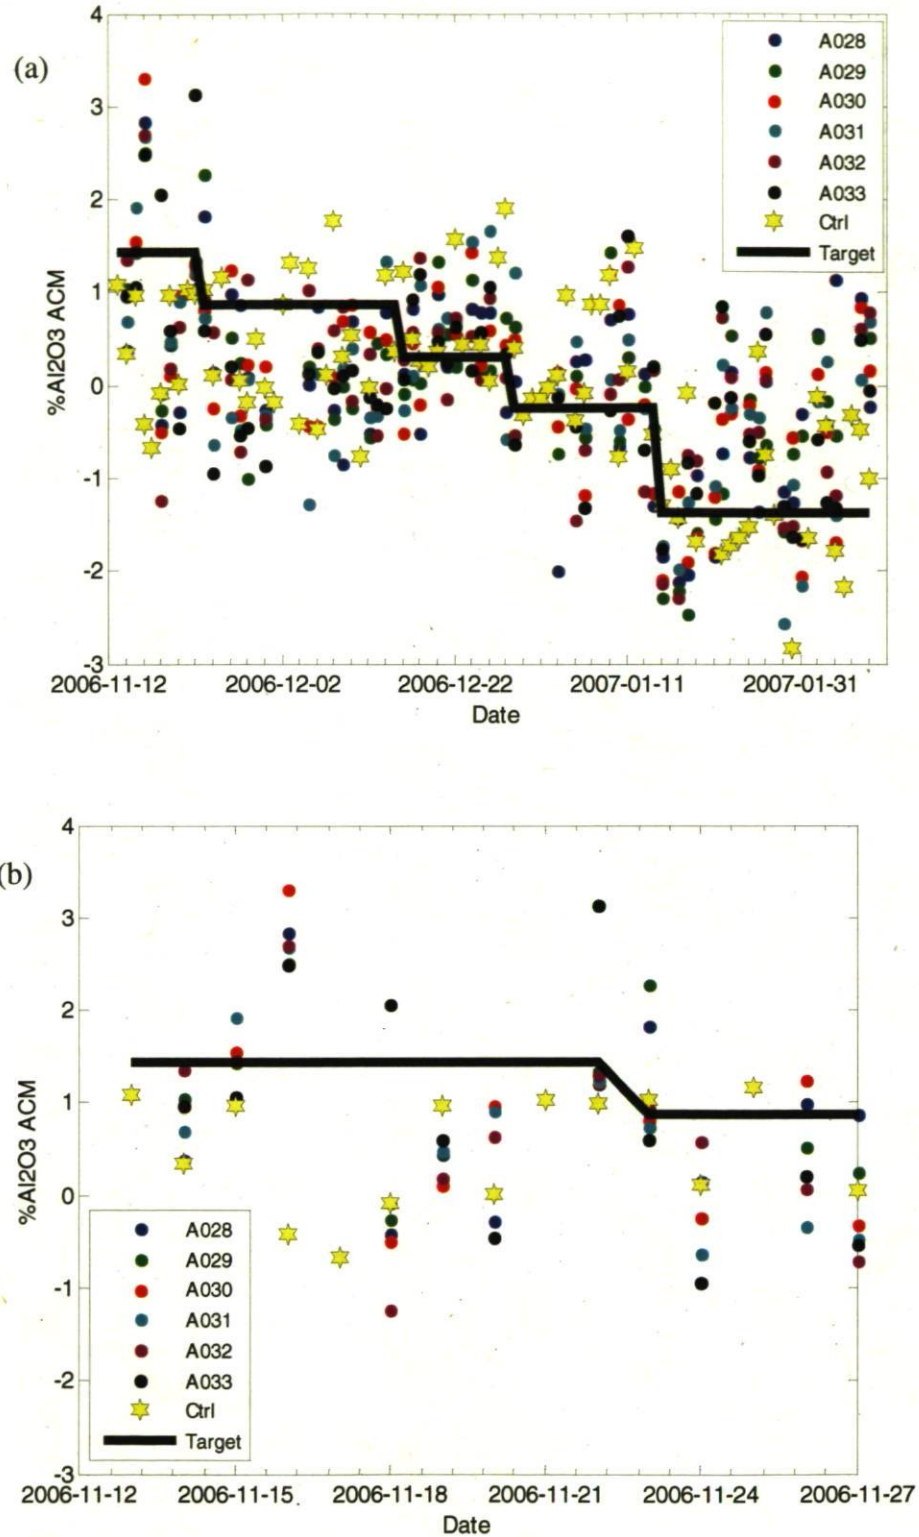 (a)
%Al2O3 ACM
4
3
2
1
0
-1
-2
-3
A028
A029
A030
A031
A032
A033
Ctrl
Target
2006-11-12 2006-12-02 2006-12-22 2007-01-11 2007-01-31
Date
(b)
%Al2O3 ACM
4
3
2
1
0
-1
-2
-3
A028
A029
A030
A031
A032
A033
Ctrl
Target
2006-11-12 2006-11-15 2006-11-18 2006-11-21 2006-11-24 2006-11-27
Date